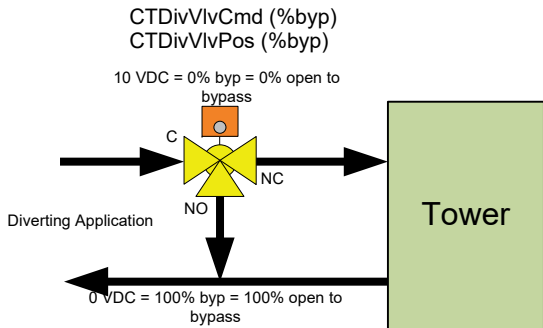 CTDivVlvCmd (%byp)
CTDivVlvPos (%byp)
10 VDC = 0% byp = 0% open to
bypass
C
NC
NO
Diverting Application
Tower
0 VDC = 100% byp = 100% open to
bypass